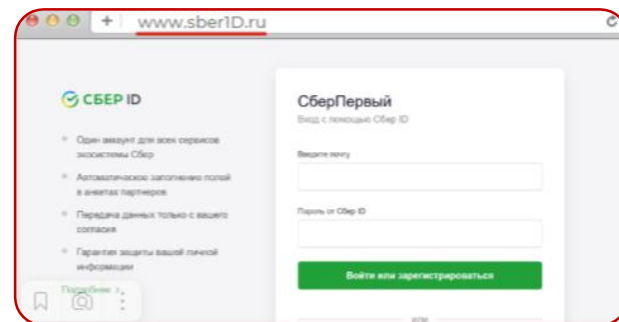 www.sber1D.ru
СБЕР ID
СберПервый
Вход с помощью Сбер ID
Один аккаунт для всех сервисов
экосистемы Сбер
Введите почту
Автоматическое заполнение полей
в анкетах партнеров
Передача данных только с вашего
согласия
Пароль от Сбер ID
Гарантия защиты вашей личной
информации
Войти или зарегистрироваться
Подробнее
или